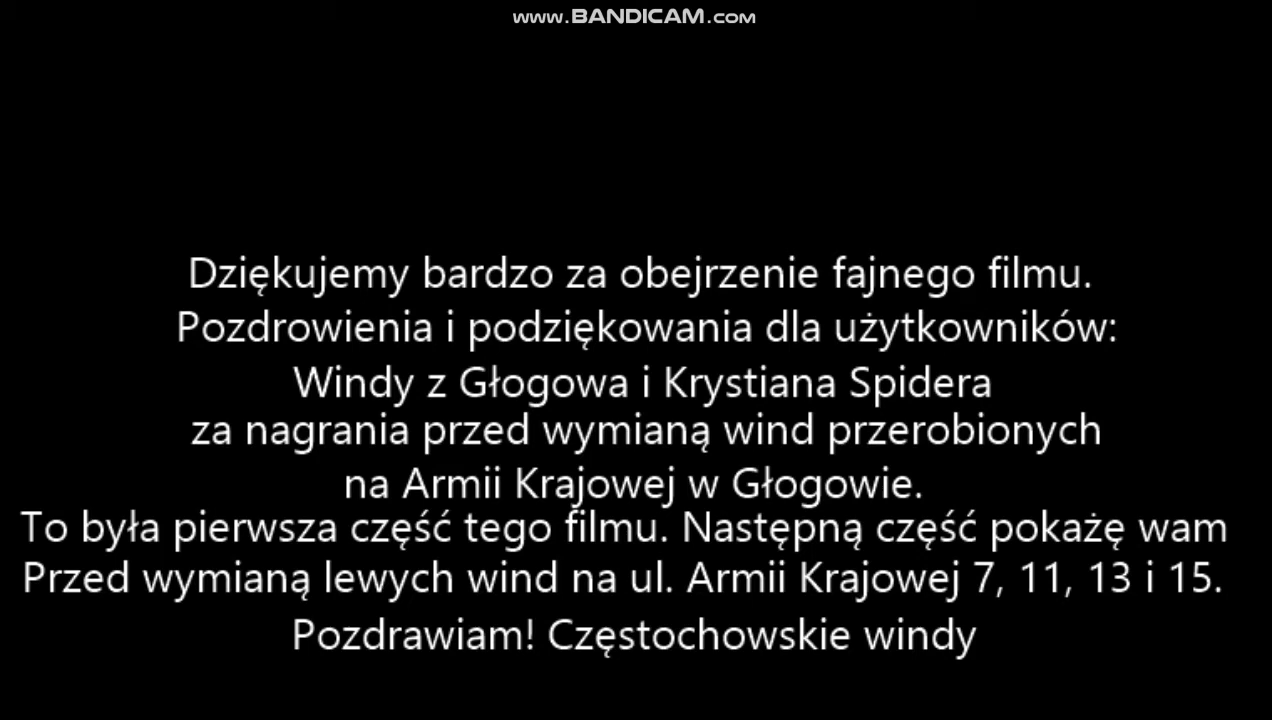 www.BANDICAM.com
Dziękujemy bardzo za obejrzenie fajnego filmu.
Pozdrowienia i podziękowania dla użytkowników:
Windy z Głogowa i Krystiana Spidera
za nagrania przed wymianą wind przerobionych
na Armii Krajowej w Głogowie.
To była pierwsza część tego filmu. Następną część pokażę wam
Przed wymianą lewych wind na ul. Armii Krajowej 7, 11, 13 i 15.
Pozdrawiam! Częstochowskie windy